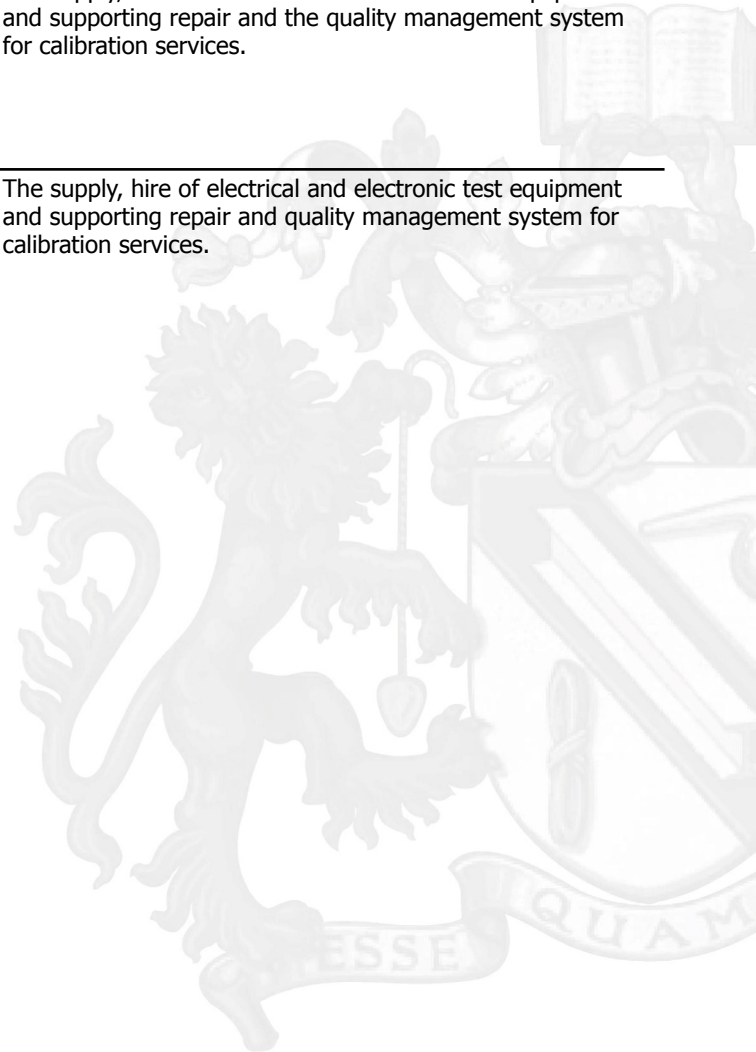 and supporting repair and the quality management system
for calibration services.
The supply, hire of electrical and electronic test equipment
and supporting repair and quality management system for
calibration services.
ESSE
QUAM